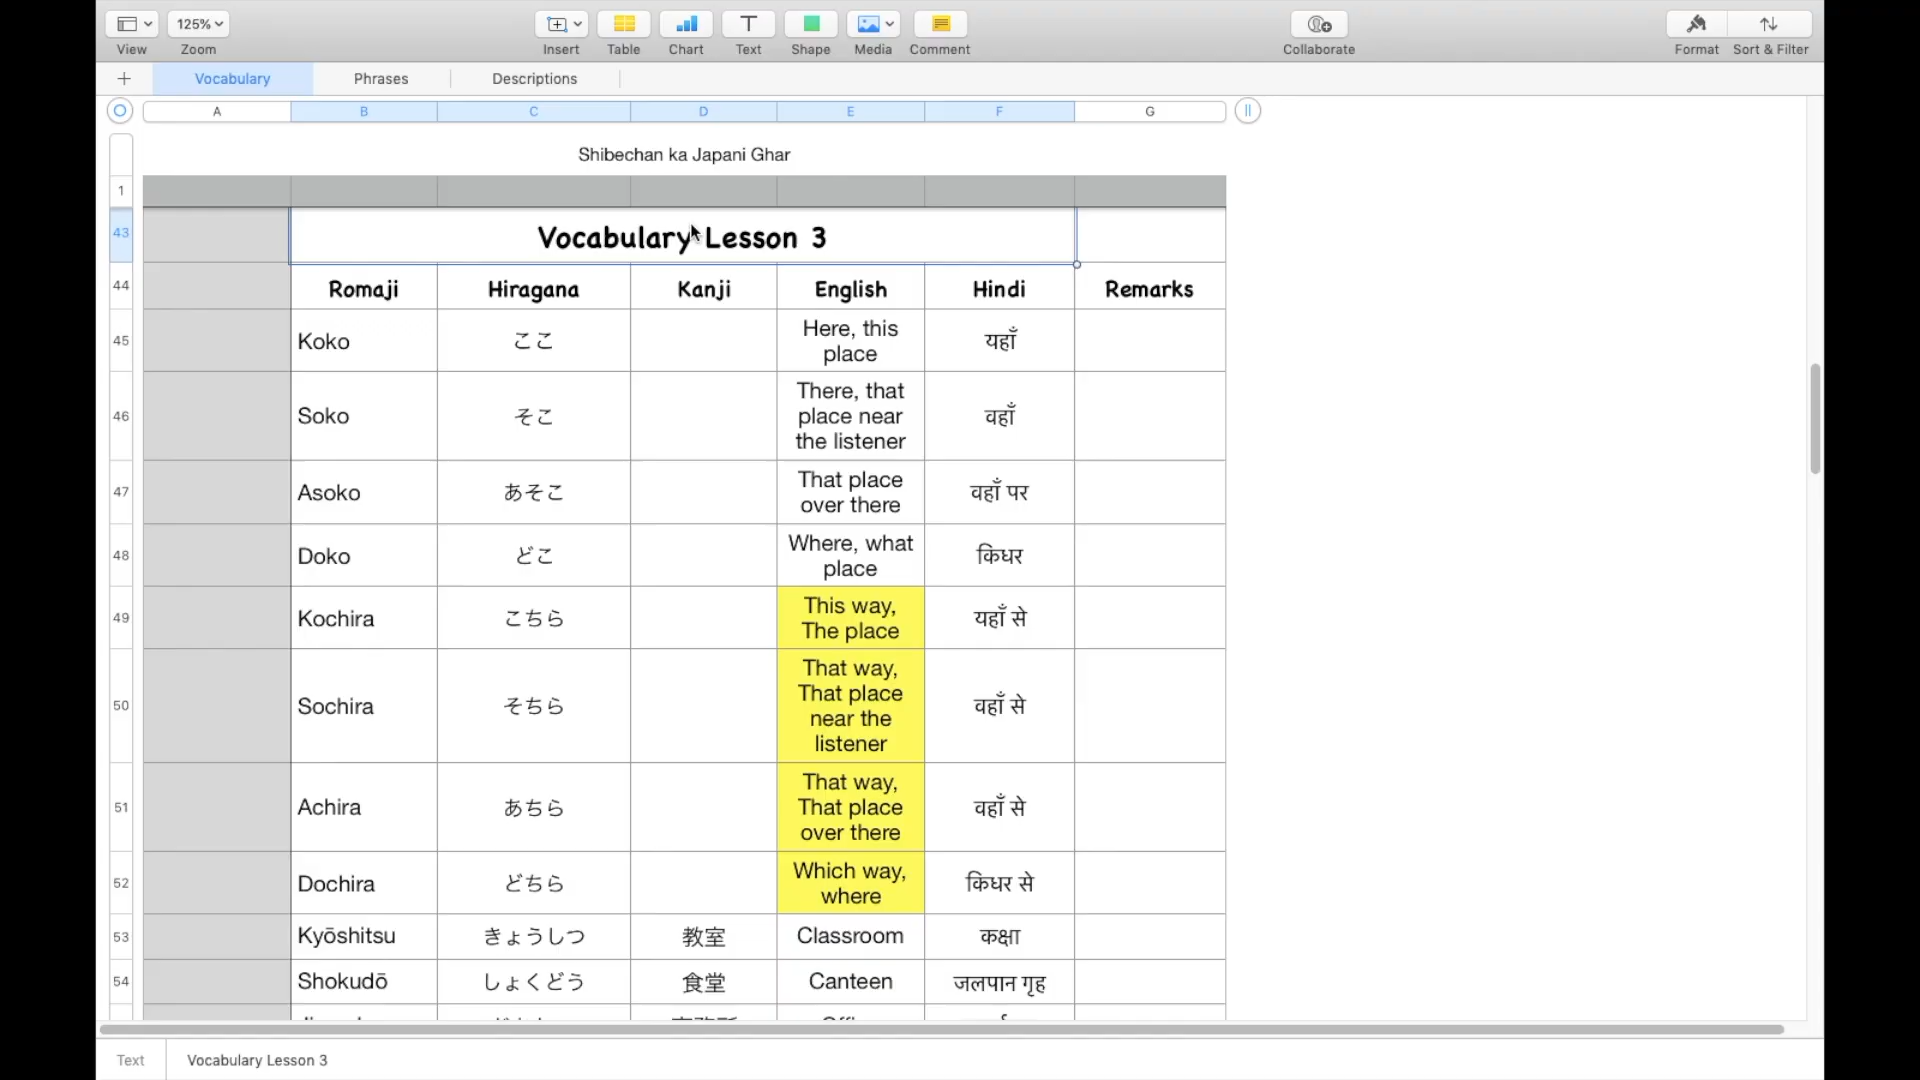 125%
View Zoom Insert Table Chart Text Shape Media Comment Collaborate Format Sort & Filter
Vocabulary Phrases Descriptions
A B C D E F G
Shibechan ka Japani Ghar
1
43 Vocabulary Lesson 3
44 Romaji Hiragana Kanji English Hindi Remarks
45 Koko ここ Here, this
place यहाँ
46 Soko そこ There, that
place near
the listener वहाँ
47 Asoko あそこ That place
over there वहाँ पर
48 Doko どこ Where, what
place किधर
49 Kochira こちら This way,
The place यहाँ से
50 Sochira そちら That way,
That place
near the
listener वहाँ से
51 Achira あちら That way,
That place
over there वहाँ से
52 Dochira どちら Which way,
where किधर से
53 Kyōshitsu きょうしつ 教室 Classroom कक्षा
54 Shokudō しょくどう 食堂 Canteen जलपान गृह
Text Vocabulary Lesson 3